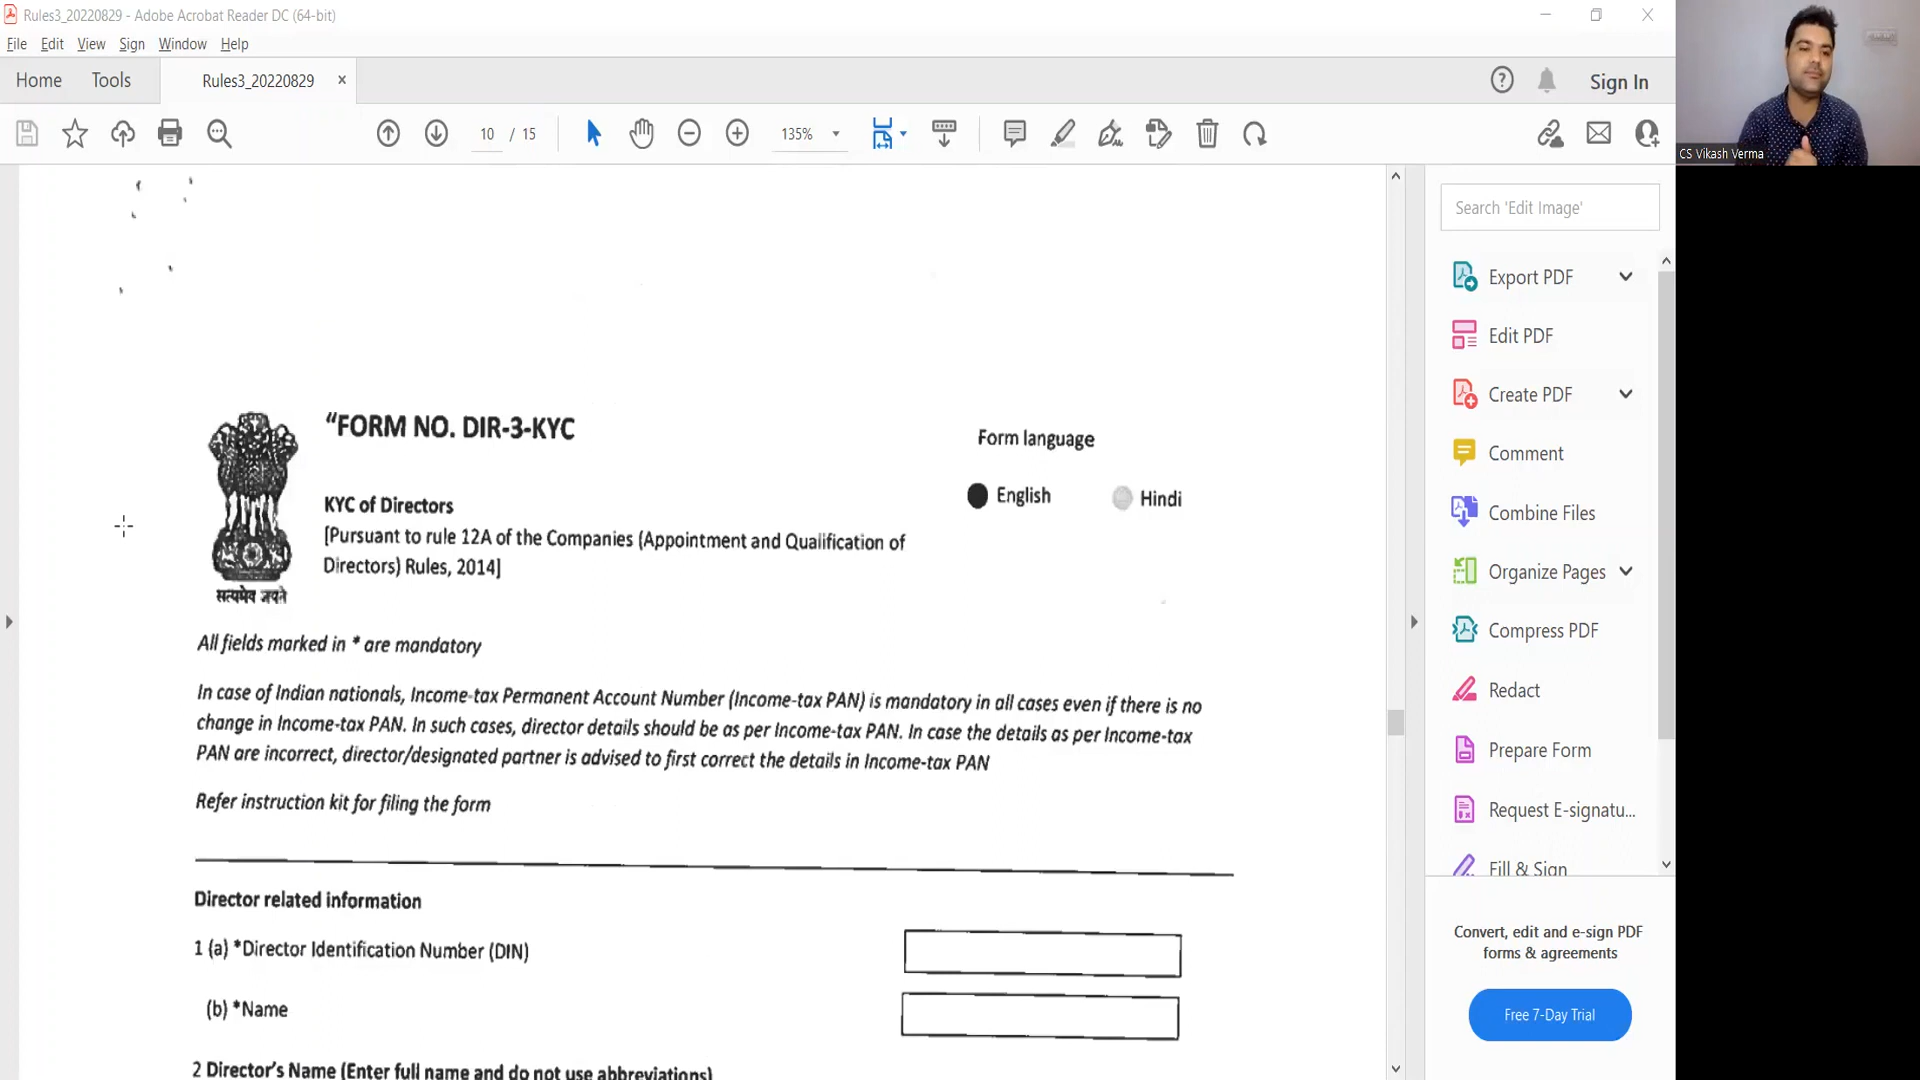 Rules3_20220829 - Adobe Acrobat Reader DC (64-bit)
File Edit View Sign Window Help
Home Tools Rules3_20220829 × Sign In
10 / 15 135%
CS Vikash Verma
“FORM NO. DIR-3-KYC
Form language
English Hindi
KYC of Directors
[Pursuant to rule 12A of the Companies (Appointment and Qualification of
Directors) Rules, 2014]
सत्यमेव जयते
All fields marked in * are mandatory
In case of Indian nationals, Income-tax Permanent Account Number (Income-tax PAN) is mandatory in all cases even if there is no
change in Income-tax PAN. In such cases, director details should be as per Income-tax PAN. In case the details as per Income-tax
PAN are incorrect, director/designated partner is advised to first correct the details in Income-tax PAN
Refer instruction kit for filing the form
Director related information
1 (a) *Director Identification Number (DIN)
(b) *Name
2 Director's Name (Enter full name and do not use abbreviations)
Search 'Edit Image'
Export PDF
Edit PDF
Create PDF
Comment
Combine Files
Organize Pages
Compress PDF
Redact
Prepare Form
Request E-signatu...
Fill & Sign
Convert, edit and e-sign PDF
forms & agreements
Free 7-Day Trial